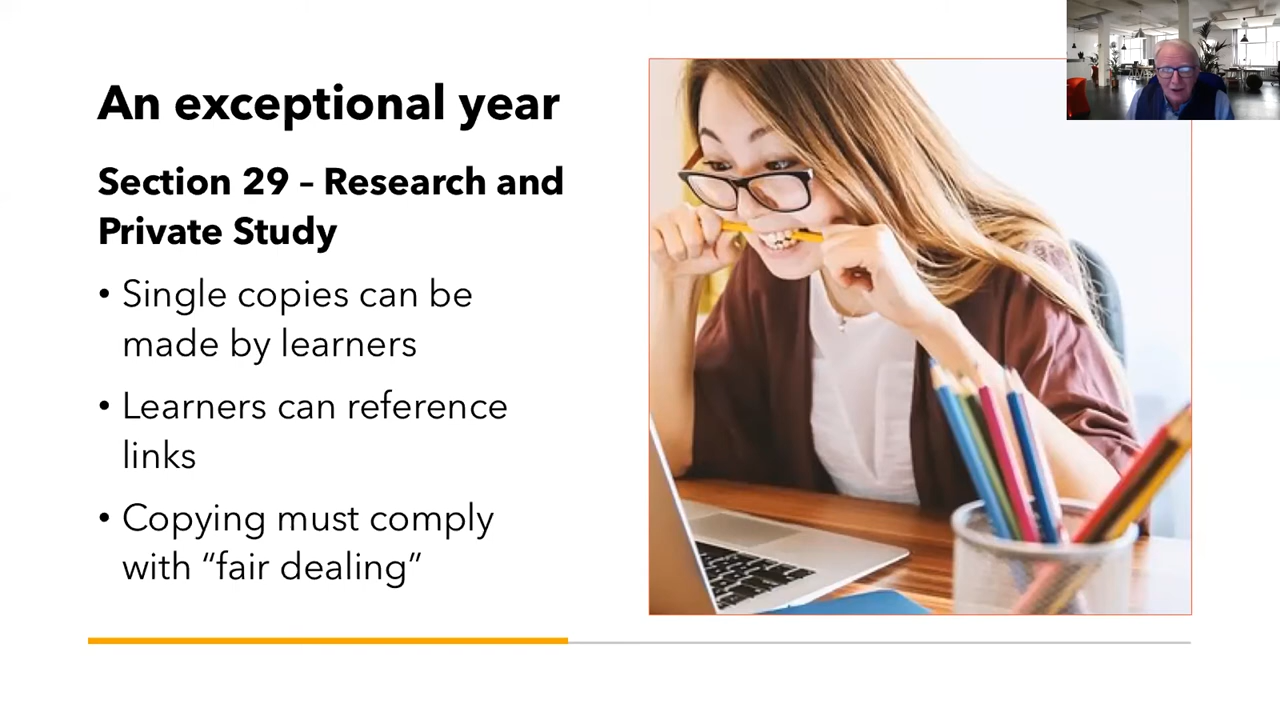 An exceptional year
Section 29 – Research and
Private Study
• Single copies can be
made by learners
• Learners can reference
links
• Copying must comply
with “fair dealing”